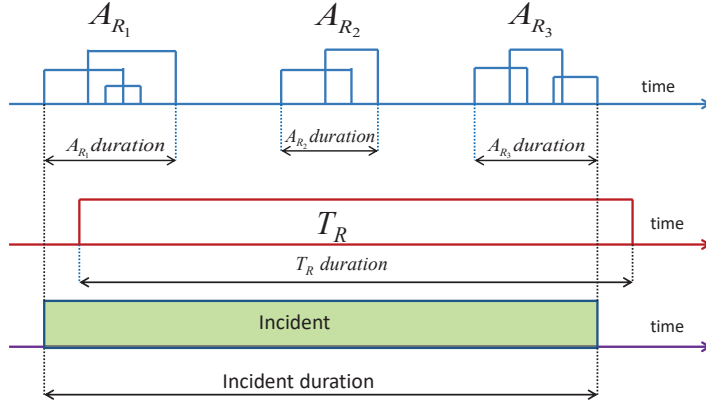 A_{R_1} A_{R_2} A_{R_3}
time
A_{R_1} duration A_{R_2} duration A_{R_3} duration
T_R time
T_R duration
Incident time
Incident duration